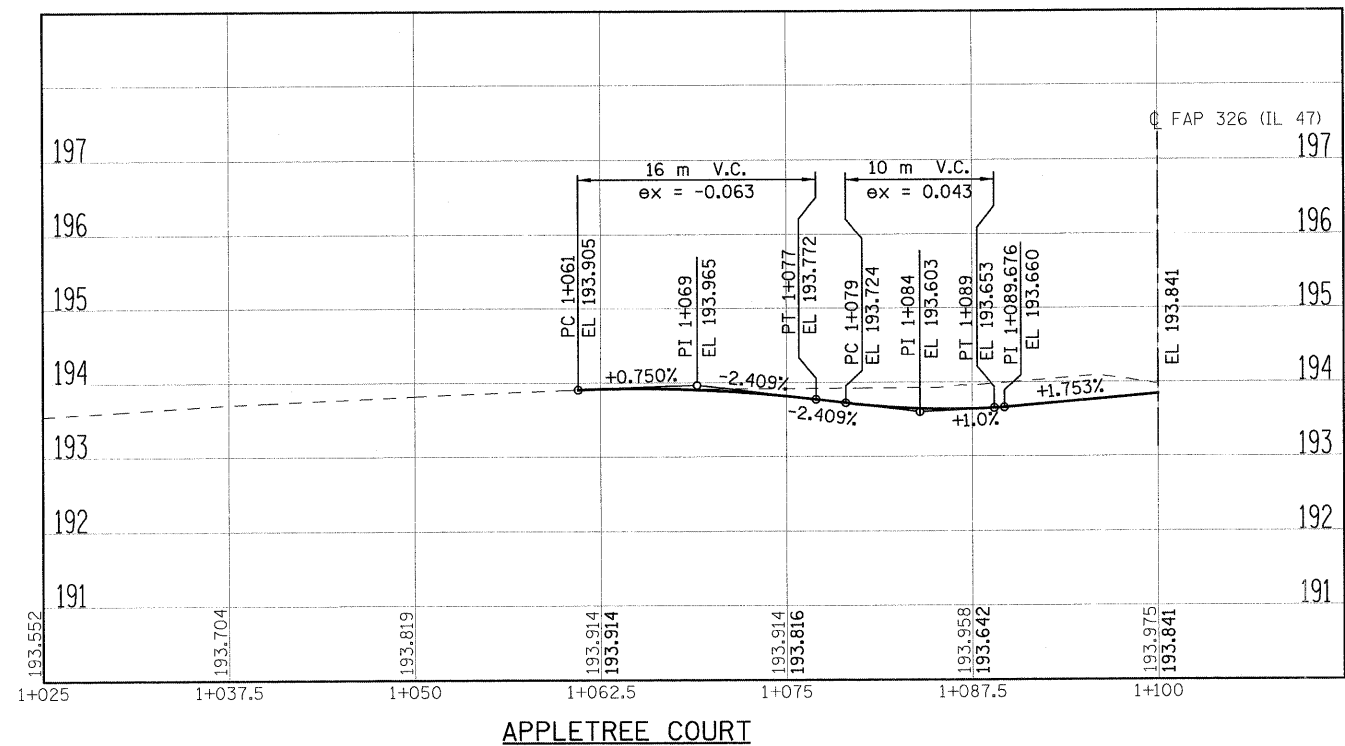 ℄ FAP 326 (IL 47)
197
197
16 m V.C.
ex = -0.063
10 m V.C.
ex = 0.043
196
196
PC 1+061
EL 193.905
PI 1+069
EL 193.965
PT 1+077
EL 193.772
PC 1+079
EL 193.724
PI 1+084
EL 193.603
PT 1+089
EL 193.653
PI 1+089.676
EL 193.660
EL 193.841
195
195
194
194
+0.750%
-2.409%
-2.409%
+1.0%
+1.753%
193
193
192
192
191
191
193.552
193.704
193.819
193.914
193.914
193.914
193.816
193.958
193.642
193.975
193.841
1+025
1+037.5
1+050
1+062.5
1+075
1+087.5
1+100
APPLETREE COURT